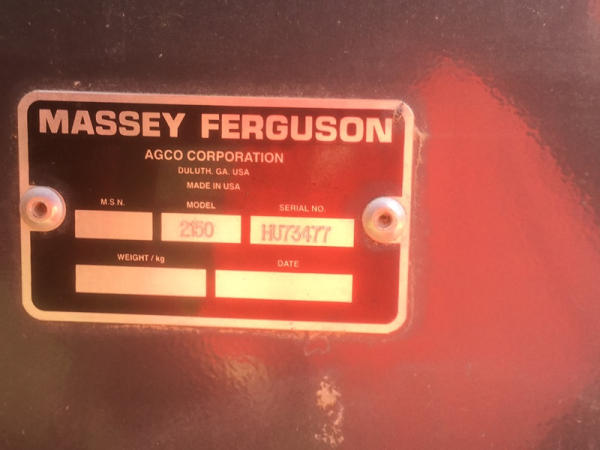 MASSEY FERGUSON
AGCO CORPORATION
DULUTH. GA. USA
MADE IN USA
M.S.N. MODEL SERIAL NO.
2150 HU73477
WEIGHT / kg DATE